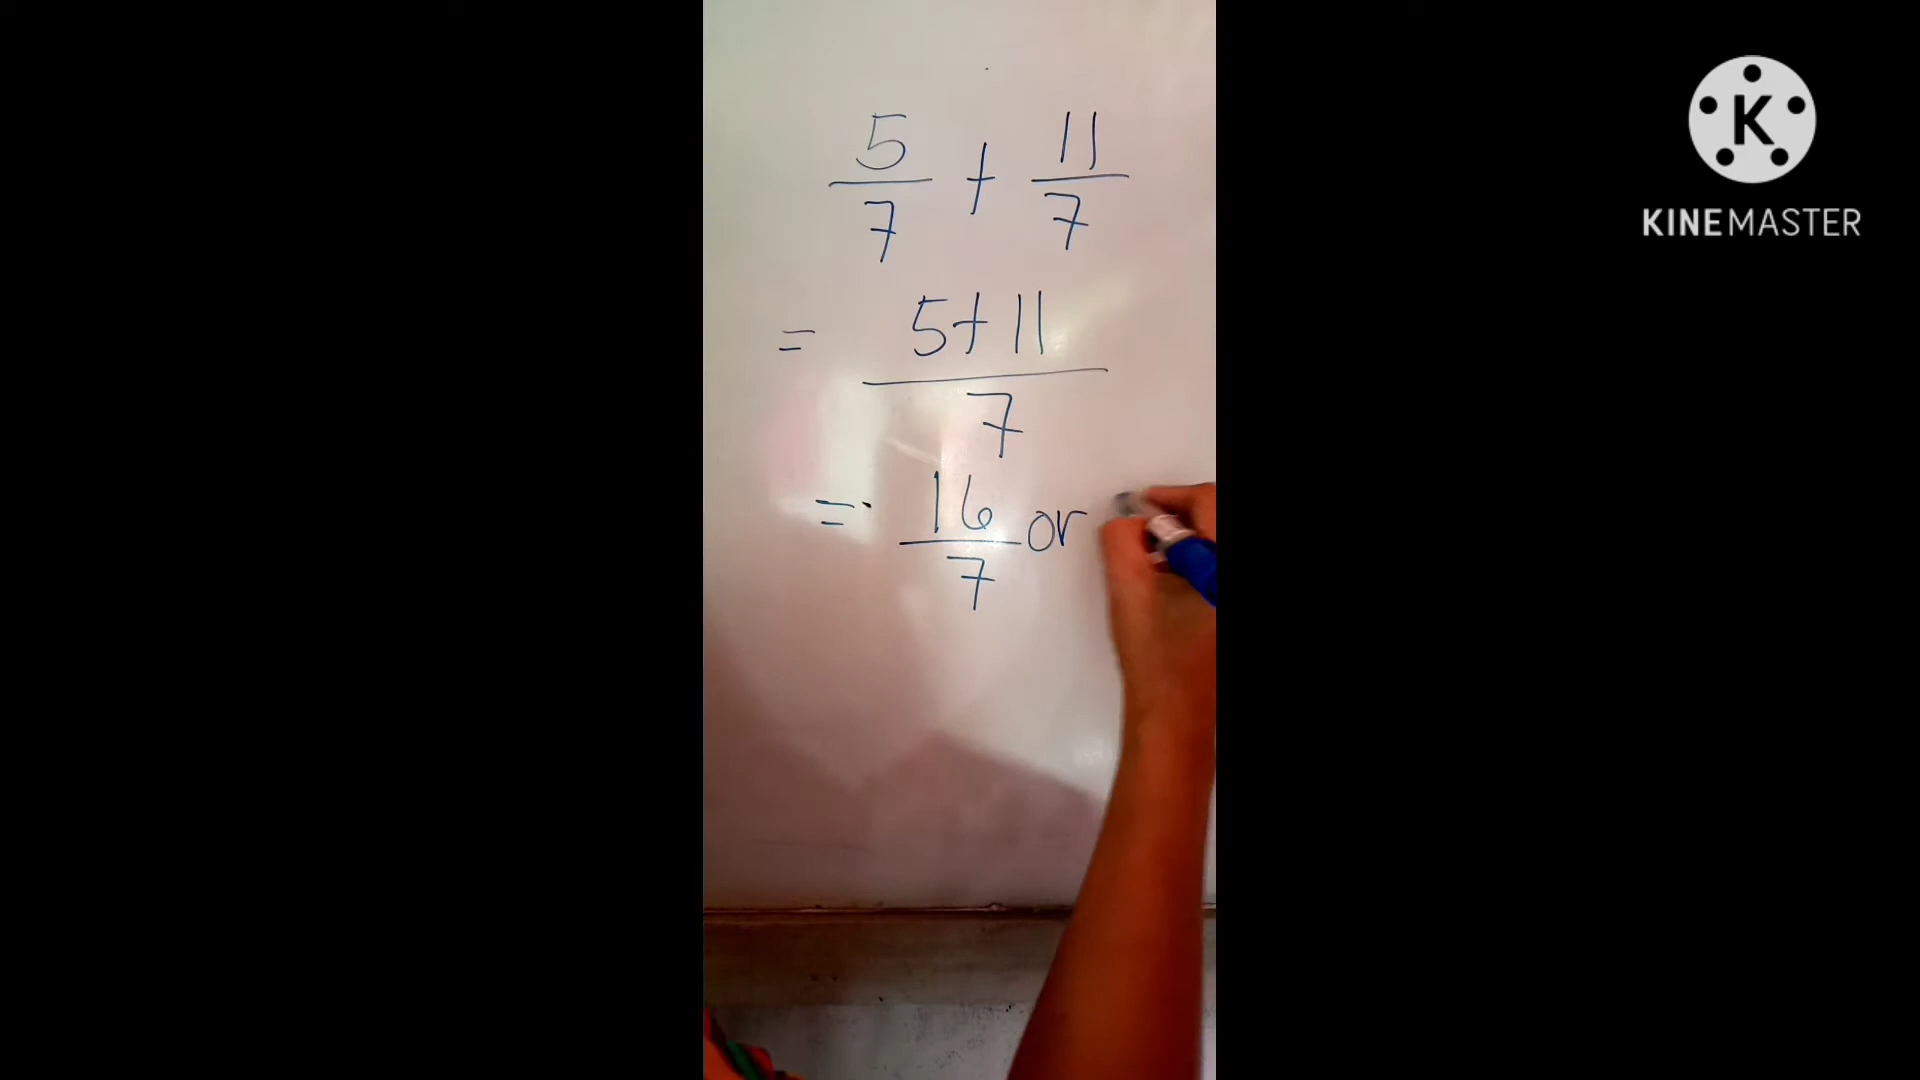 5/7 + 11/7
= 5+11/7
= 16/7 or
K
KINEMASTER